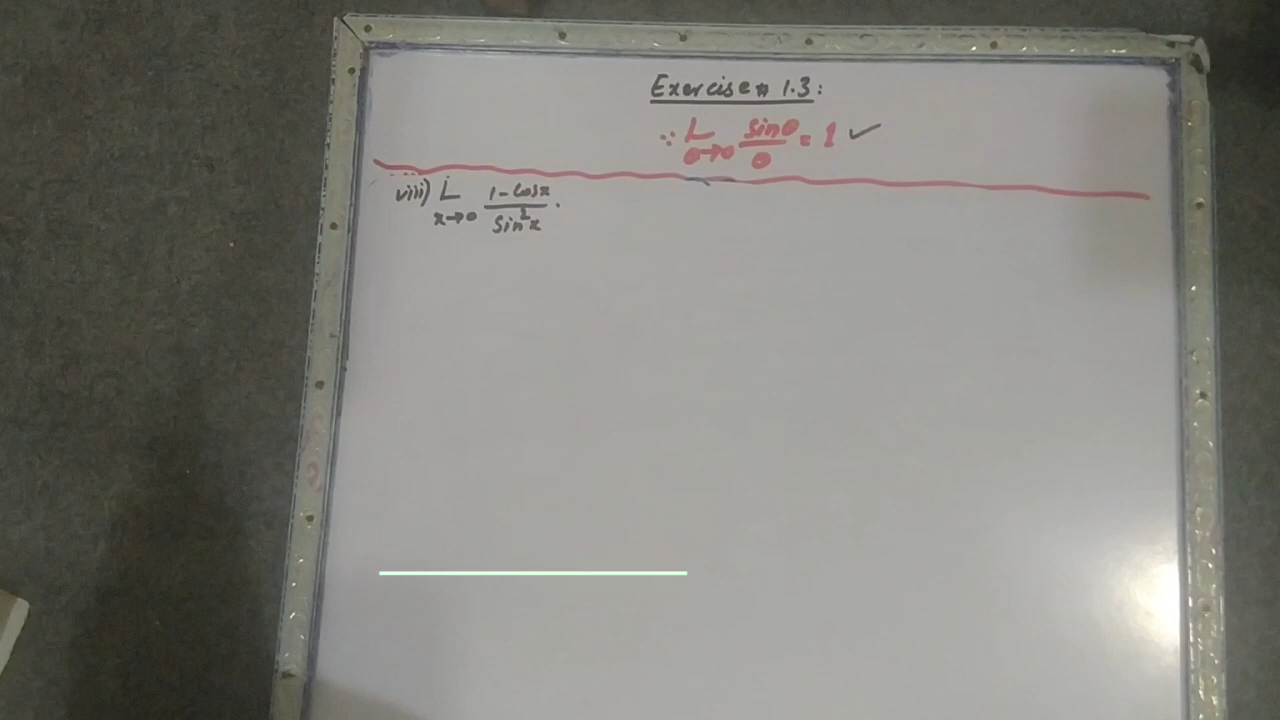 Exercise # 1.3:
∵ L θ→0 sinθ/θ = 1 ✓
viii) L x→0 1-Cosx/Sin²x .